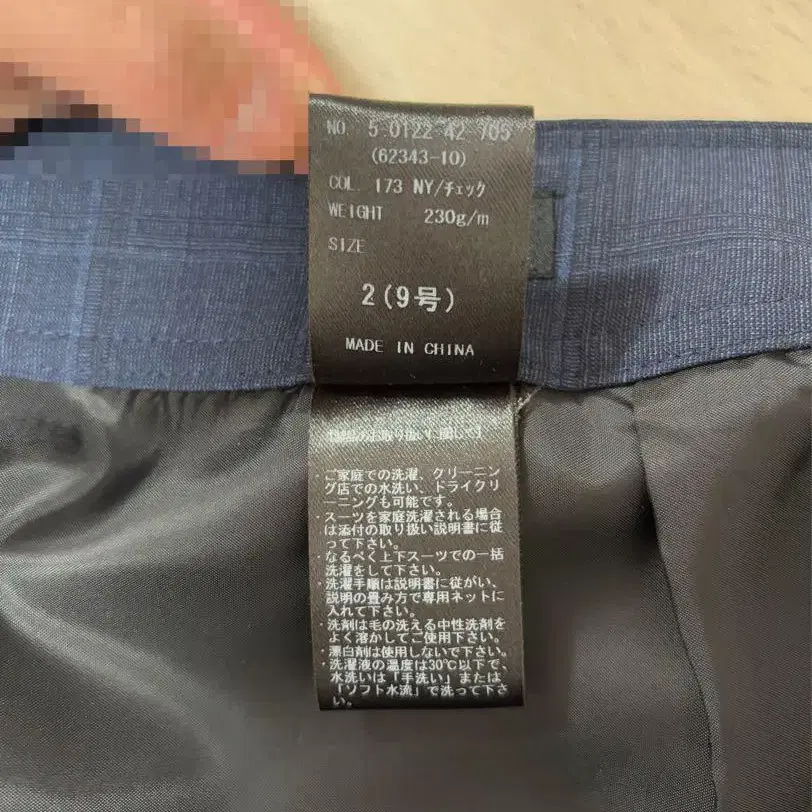 NO. 5-0122-42-705
(62343-10)
COL. 173 NY/チェック
WEIGHT 230g/m
SIZE
2(9号)
MADE IN CHINA
・ご家庭での洗濯、クリーニン
グ店での水洗い、ドライクリ
ーニングも可能です。
・スーツを家庭洗濯される場合
は添付の取り扱い説明書に従
って下さい。
・なるべく上下スーツでの一括
洗濯をして下さい。
・洗濯手順は説明書に従がい、
説明の畳み方で専用ネットに
入れて下さい。
・洗剤は毛の洗える中性洗剤を
よく溶かしてご使用下さい。
・漂白剤は使用しないで下さい。
・洗濯液の温度は30℃以下で、
水洗いは「手洗い」または
「ソフト水流」で洗って下さ
い。